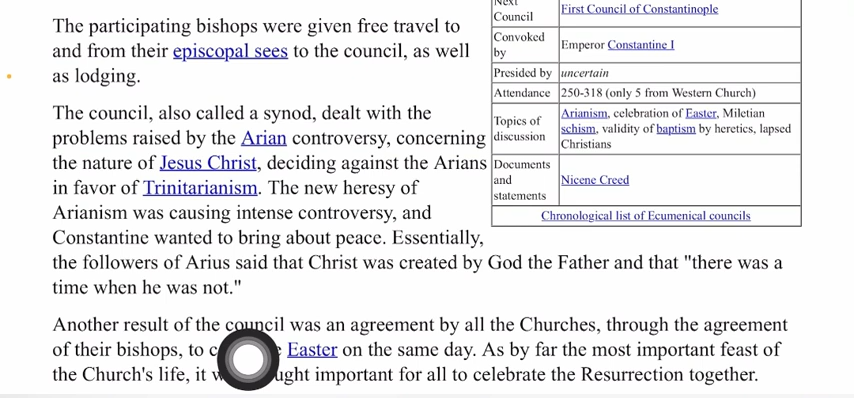 The participating bishops were given free travel to
and from their episcopal sees to the council, as well
as lodging.
The council, also called a synod, dealt with the
problems raised by the Arian controversy, concerning
the nature of Jesus Christ, deciding against the Arians
in favor of Trinitarianism. The new heresy of
Arianism was causing intense controversy, and
Constantine wanted to bring about peace. Essentially,
the followers of Arius said that Christ was created by God the Father and that "there was a
time when he was not."
Another result of the council was an agreement by all the Churches, through the agreement
of their bishops, to Easter on the same day. As by far the most important feast of
the Church's life, it important for all to celebrate the Resurrection together.
Next
Council
First Council of Constantinople
Convoked
by
Emperor Constantine I
Presided by uncertain
Attendance 250-318 (only 5 from Western Church)
Topics of
discussion
Arianism, celebration of Easter, Miletian
schism, validity of baptism by heretics, lapsed
Christians
Documents
and
statements
Nicene Creed
Chronological list of Ecumenical councils